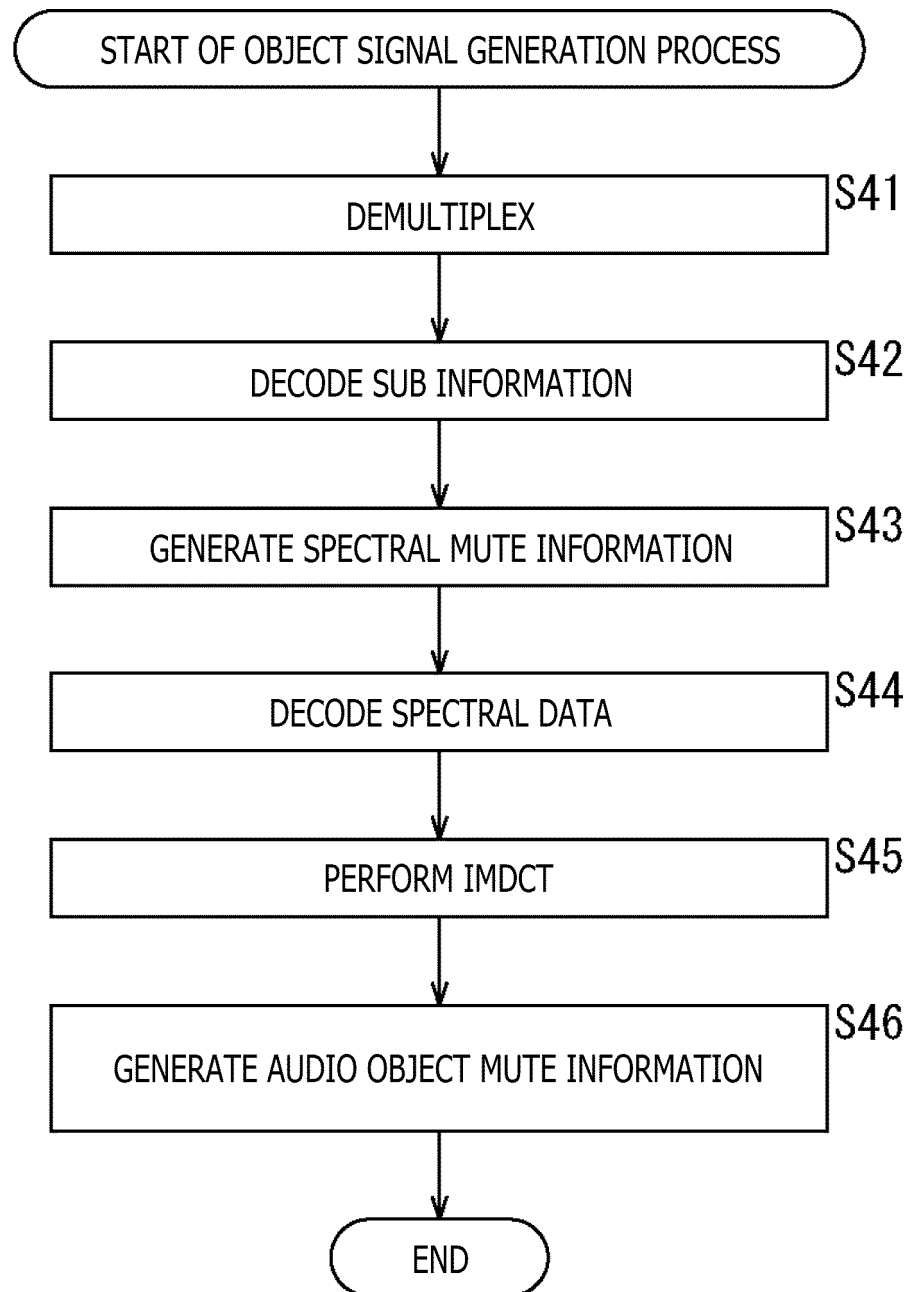 START OF OBJECT SIGNAL GENERATION PROCESS
DEMULTIPLEX
S41
DECODE SUB INFORMATION
S42
GENERATE SPECTRAL MUTE INFORMATION
S43
DECODE SPECTRAL DATA
S44
PERFORM IMDCT
S45
GENERATE AUDIO OBJECT MUTE INFORMATION
S46
END